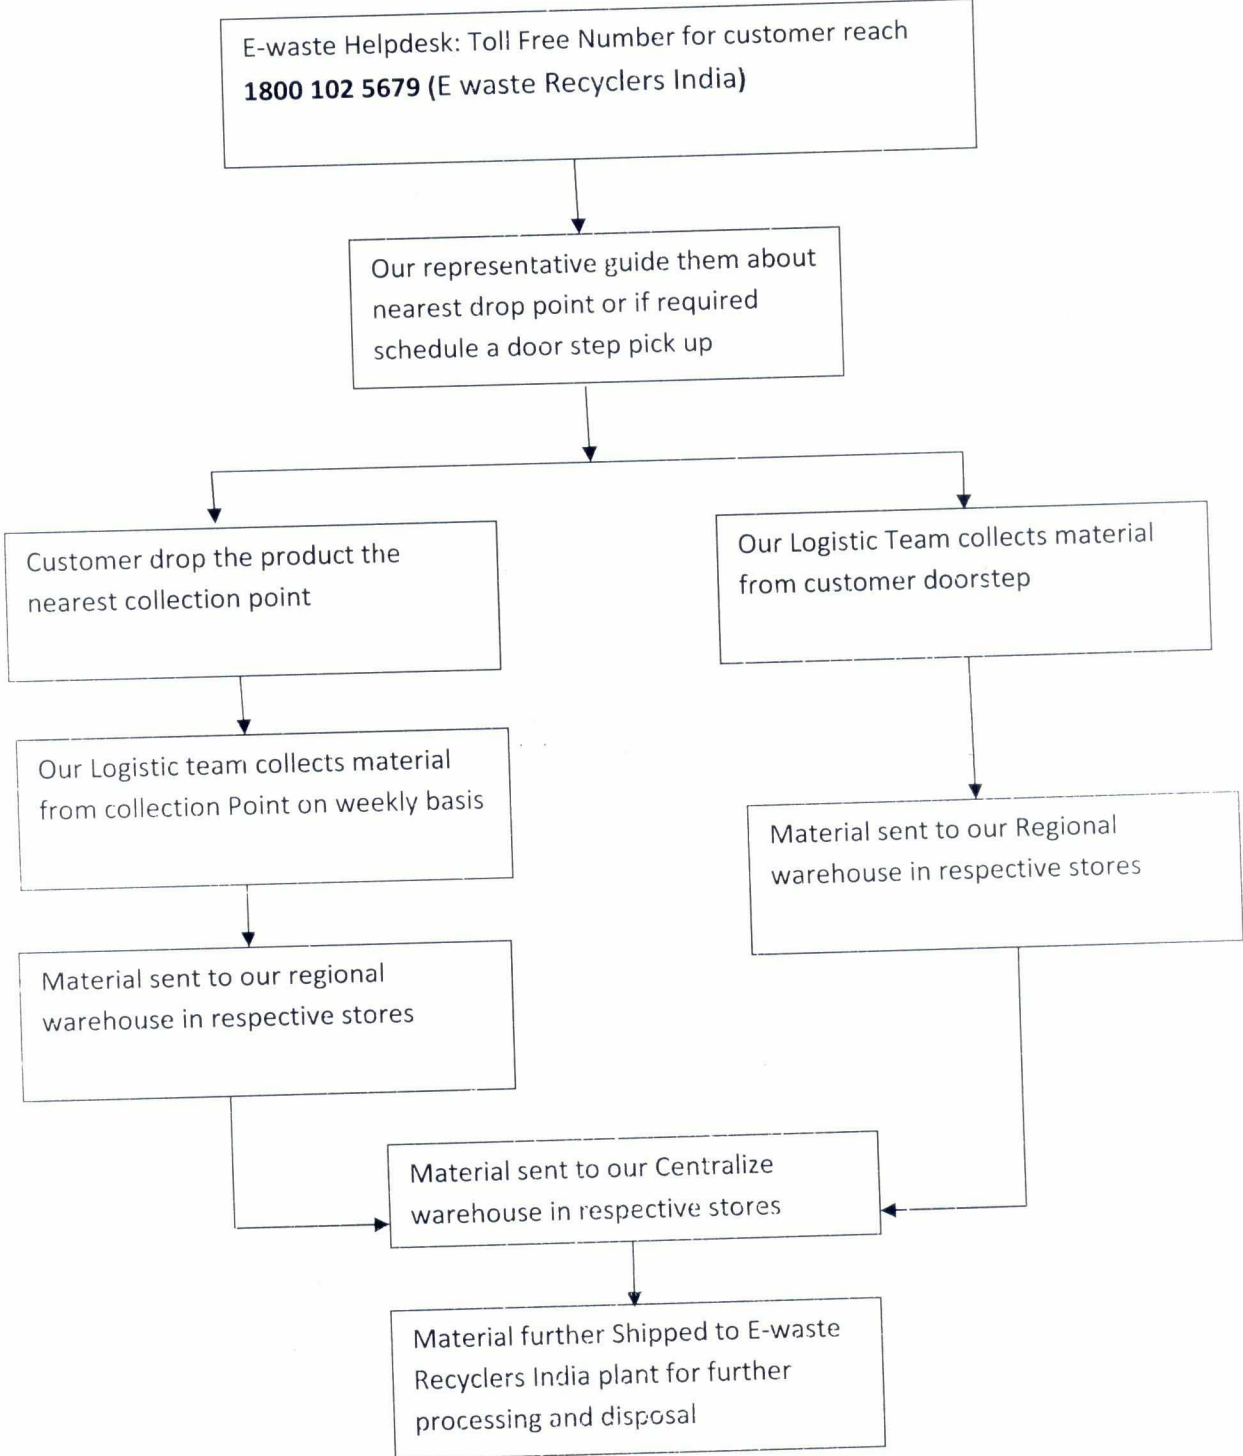 E-waste Helpdesk: Toll Free Number for customer reach
1800 102 5679 (E waste Recyclers India)
Our representative guide them about
nearest drop point or if required
schedule a door step pick up
Customer drop the product the
nearest collection point
Our Logistic team collects material
from collection Point on weekly basis
Material sent to our regional
warehouse in respective stores
Our Logistic Team collects material
from customer doorstep
Material sent to our Regional
warehouse in respective stores
Material sent to our Centralize
warehouse in respective stores
Material further Shipped to E-waste
Recyclers India plant for further
processing and disposal